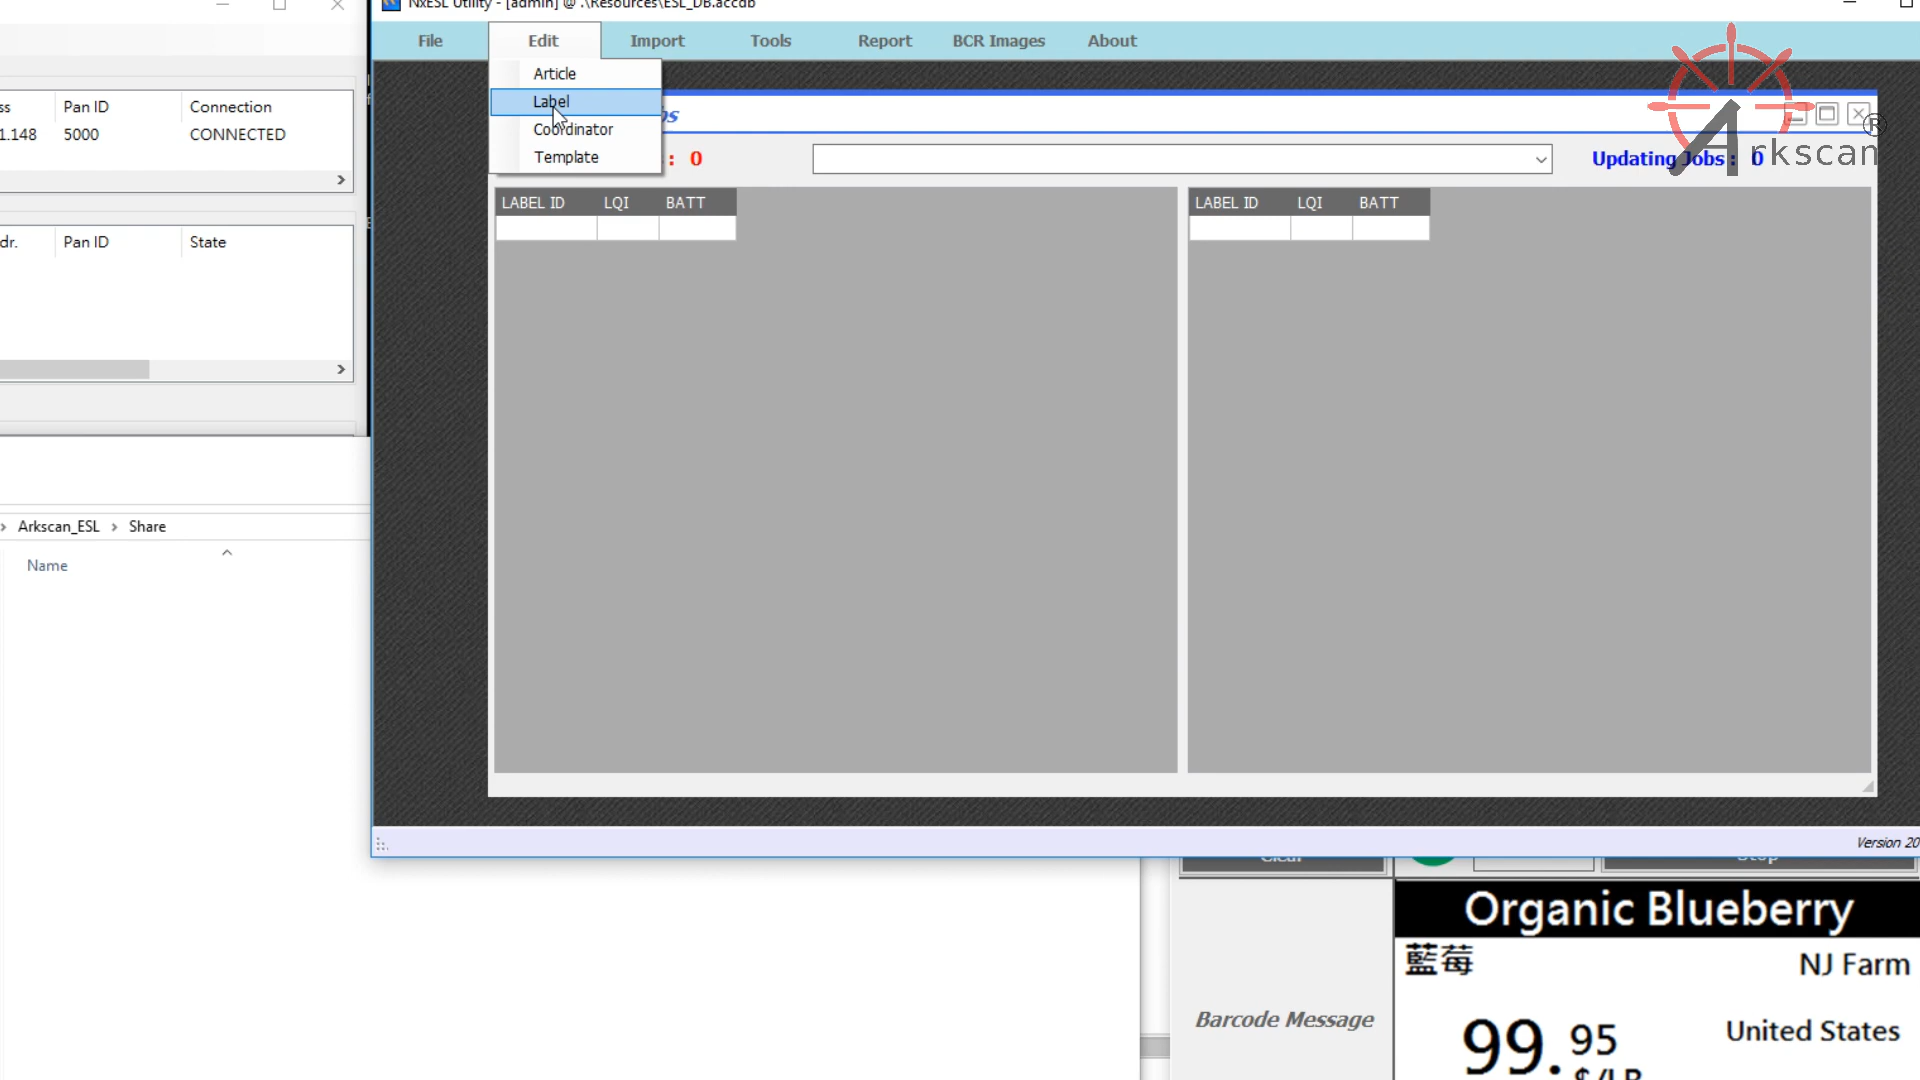 NxESL Utility - [admin] @ .\Resources\ESL_DB.accdb
File Edit Import Tools Report BCR Images About
Article
Label
Coordinator
Template
: 0
Updating Jobs : 0
Arkscan ®
LABEL ID LQI BATT
LABEL ID LQI BATT
ss Pan ID Connection
1.148 5000 CONNECTED
dr. Pan ID State
Arkscan_ESL > Share
Name
Version 20
Clear
Stop
Organic Blueberry
藍莓
NJ Farm
Barcode Message
99.95
$/LB
United States